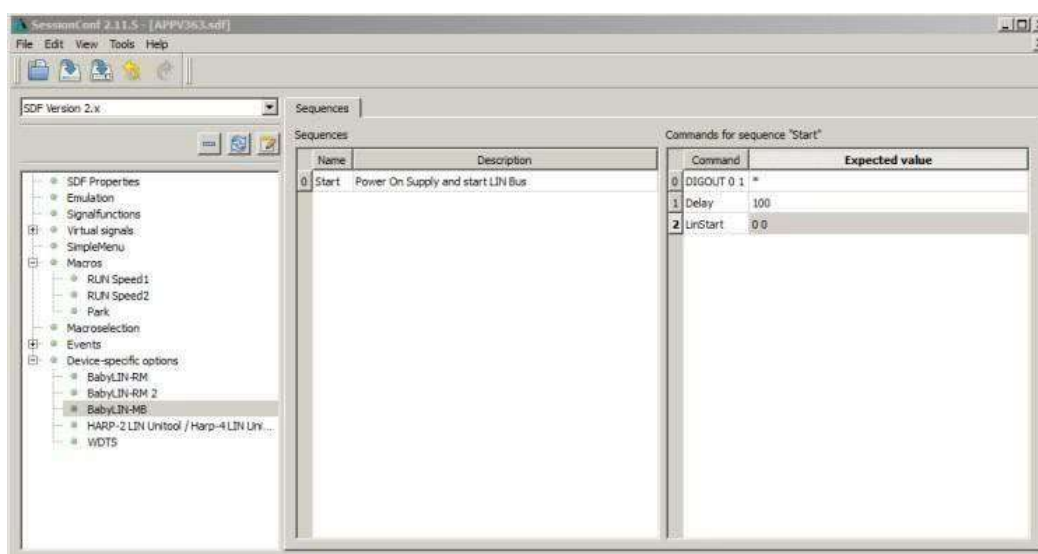 SessionConf 2.11.5 - [APPV363.sdf]
File Edit View Tools Help
SDF Version 2.x
SDF Properties
Emulation
Signalfunctions
Virtual signals
SimpleMenu
Macros
RUN Speed1
RUN Speed2
Park
Macroselection
Events
Device-specific options
BabyLIN-RM
BabyLIN-RM 2
BabyLIN-MB
HARP-2 LIN Unitool / Harp-4 LIN Uni...
WDTS
Sequences
Sequences
Name Description
0 Start Power On Supply and start LIN Bus
Commands for sequence "Start"
Command Expected value
0 DIGOUT 0 1 *
1 Delay 100
2 LinStart 0 0